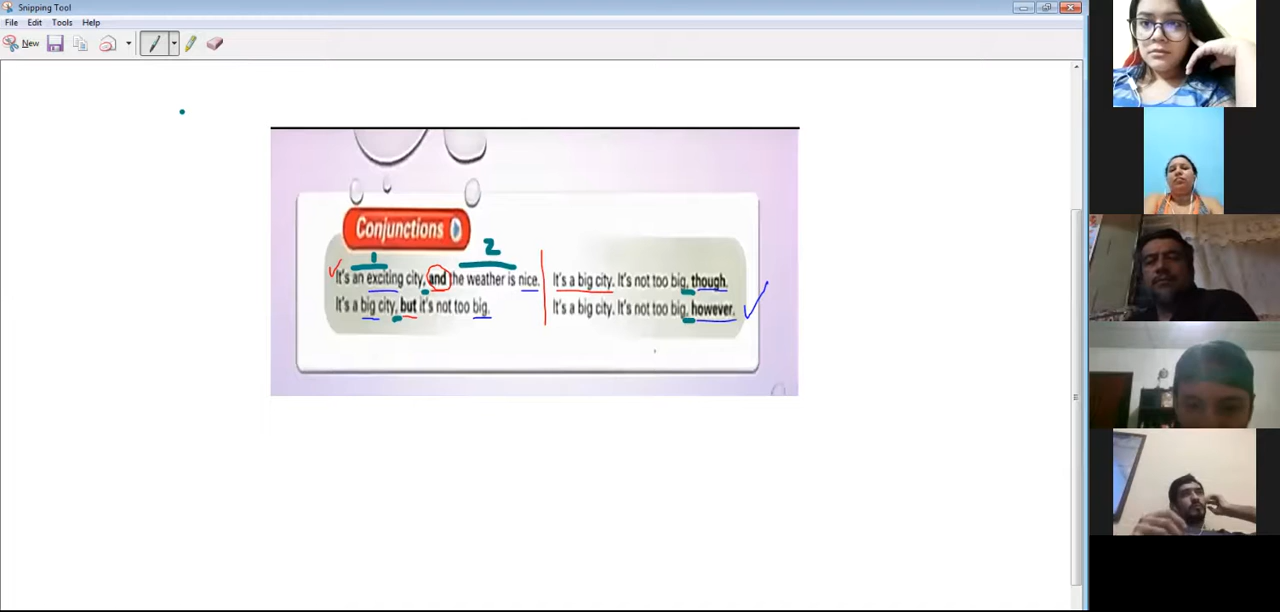 Snipping Tool
File Edit Tools Help
New
Conjunctions
1
2
It's an exciting city, and the weather is nice.
It's a big city, but it's not too big.
It's a big city. It's not too big, though.
It's a big city. It's not too big, however.